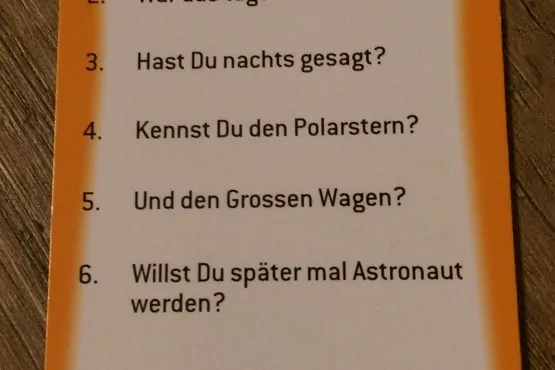 2.
3. Hast Du nachts gesagt?
4. Kennst Du den Polarstern?
5. Und den Grossen Wagen?
6. Willst Du später mal Astronaut
werden?